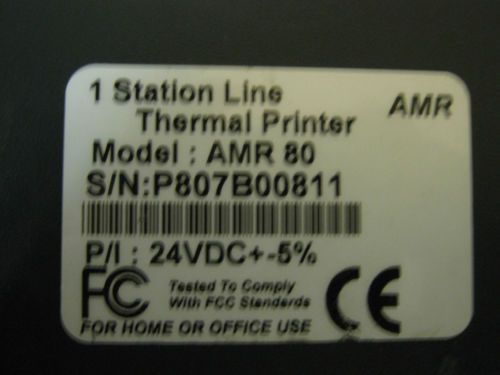 1 Station Line
AMR
Thermal Printer
Model : AMR 80
S/N:P807B00811
P/I : 24VDC+-5%
FC
Tested To Comply
With FCC Standards
CE
FOR HOME OR OFFICE USE